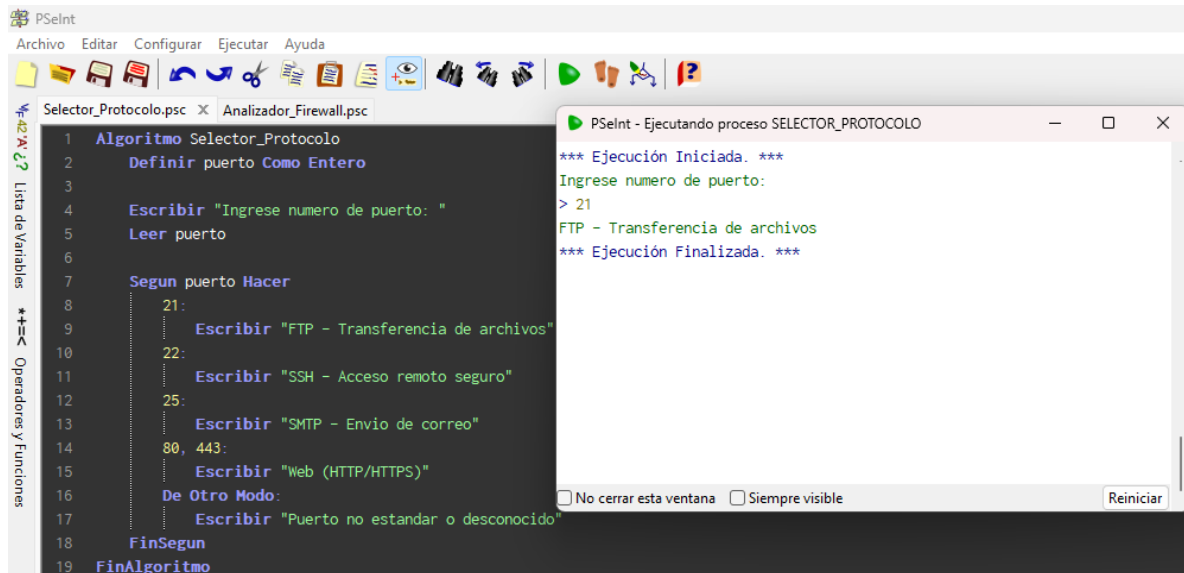 PSeInt
Archivo Editar Configurar Ejecutar Ayuda
Selector_Protocolo.psc X Analizador_Firewall.psc
42 'A' ¿? Lista de Variables
*+=< Operadores y Funciones
1 Algoritmo Selector_Protocolo
2 Definir puerto Como Entero
3
4 Escribir "Ingrese numero de puerto: "
5 Leer puerto
6
7 Segun puerto Hacer
8 21:
9 Escribir "FTP - Transferencia de archivos"
10 22:
11 Escribir "SSH - Acceso remoto seguro"
12 25:
13 Escribir "SMTP - Envio de correo"
14 80, 443:
15 Escribir "Web (HTTP/HTTPS)"
16 De Otro Modo:
17 Escribir "Puerto no estandar o desconocido"
18 FinSegun
19 FinAlgoritmo
PSeInt - Ejecutando proceso SELECTOR_PROTOCOLO
*** Ejecución Iniciada. ***
Ingrese numero de puerto:
> 21
FTP - Transferencia de archivos
*** Ejecución Finalizada. ***
No cerrar esta ventana Siempre visible Reiniciar